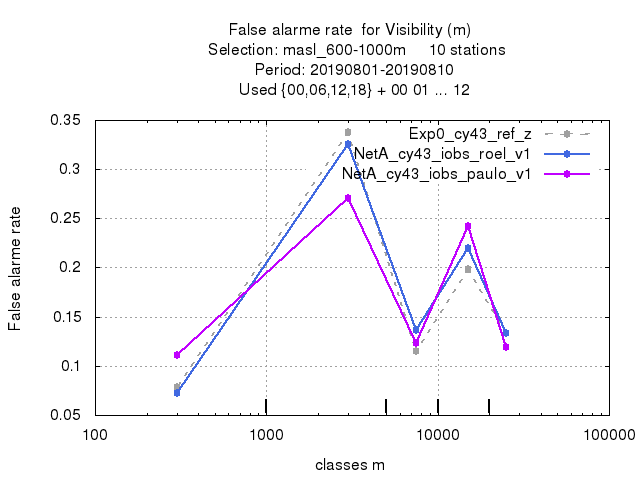 False alarme rate  for Visibility (m)
Selection: masl_600-1000m     10 stations
Period: 20190801-20190810
Used {00,06,12,18} + 00 01 ... 12
0.35
Exp0_cy43_ref_z
NetA_cy43_iobs_roel_v1
NetA_cy43_iobs_paulo_v1
0.3
0.25
0.2
0.15
0.1
0.05
False alarme rate
100
1000
10000
100000
classes m